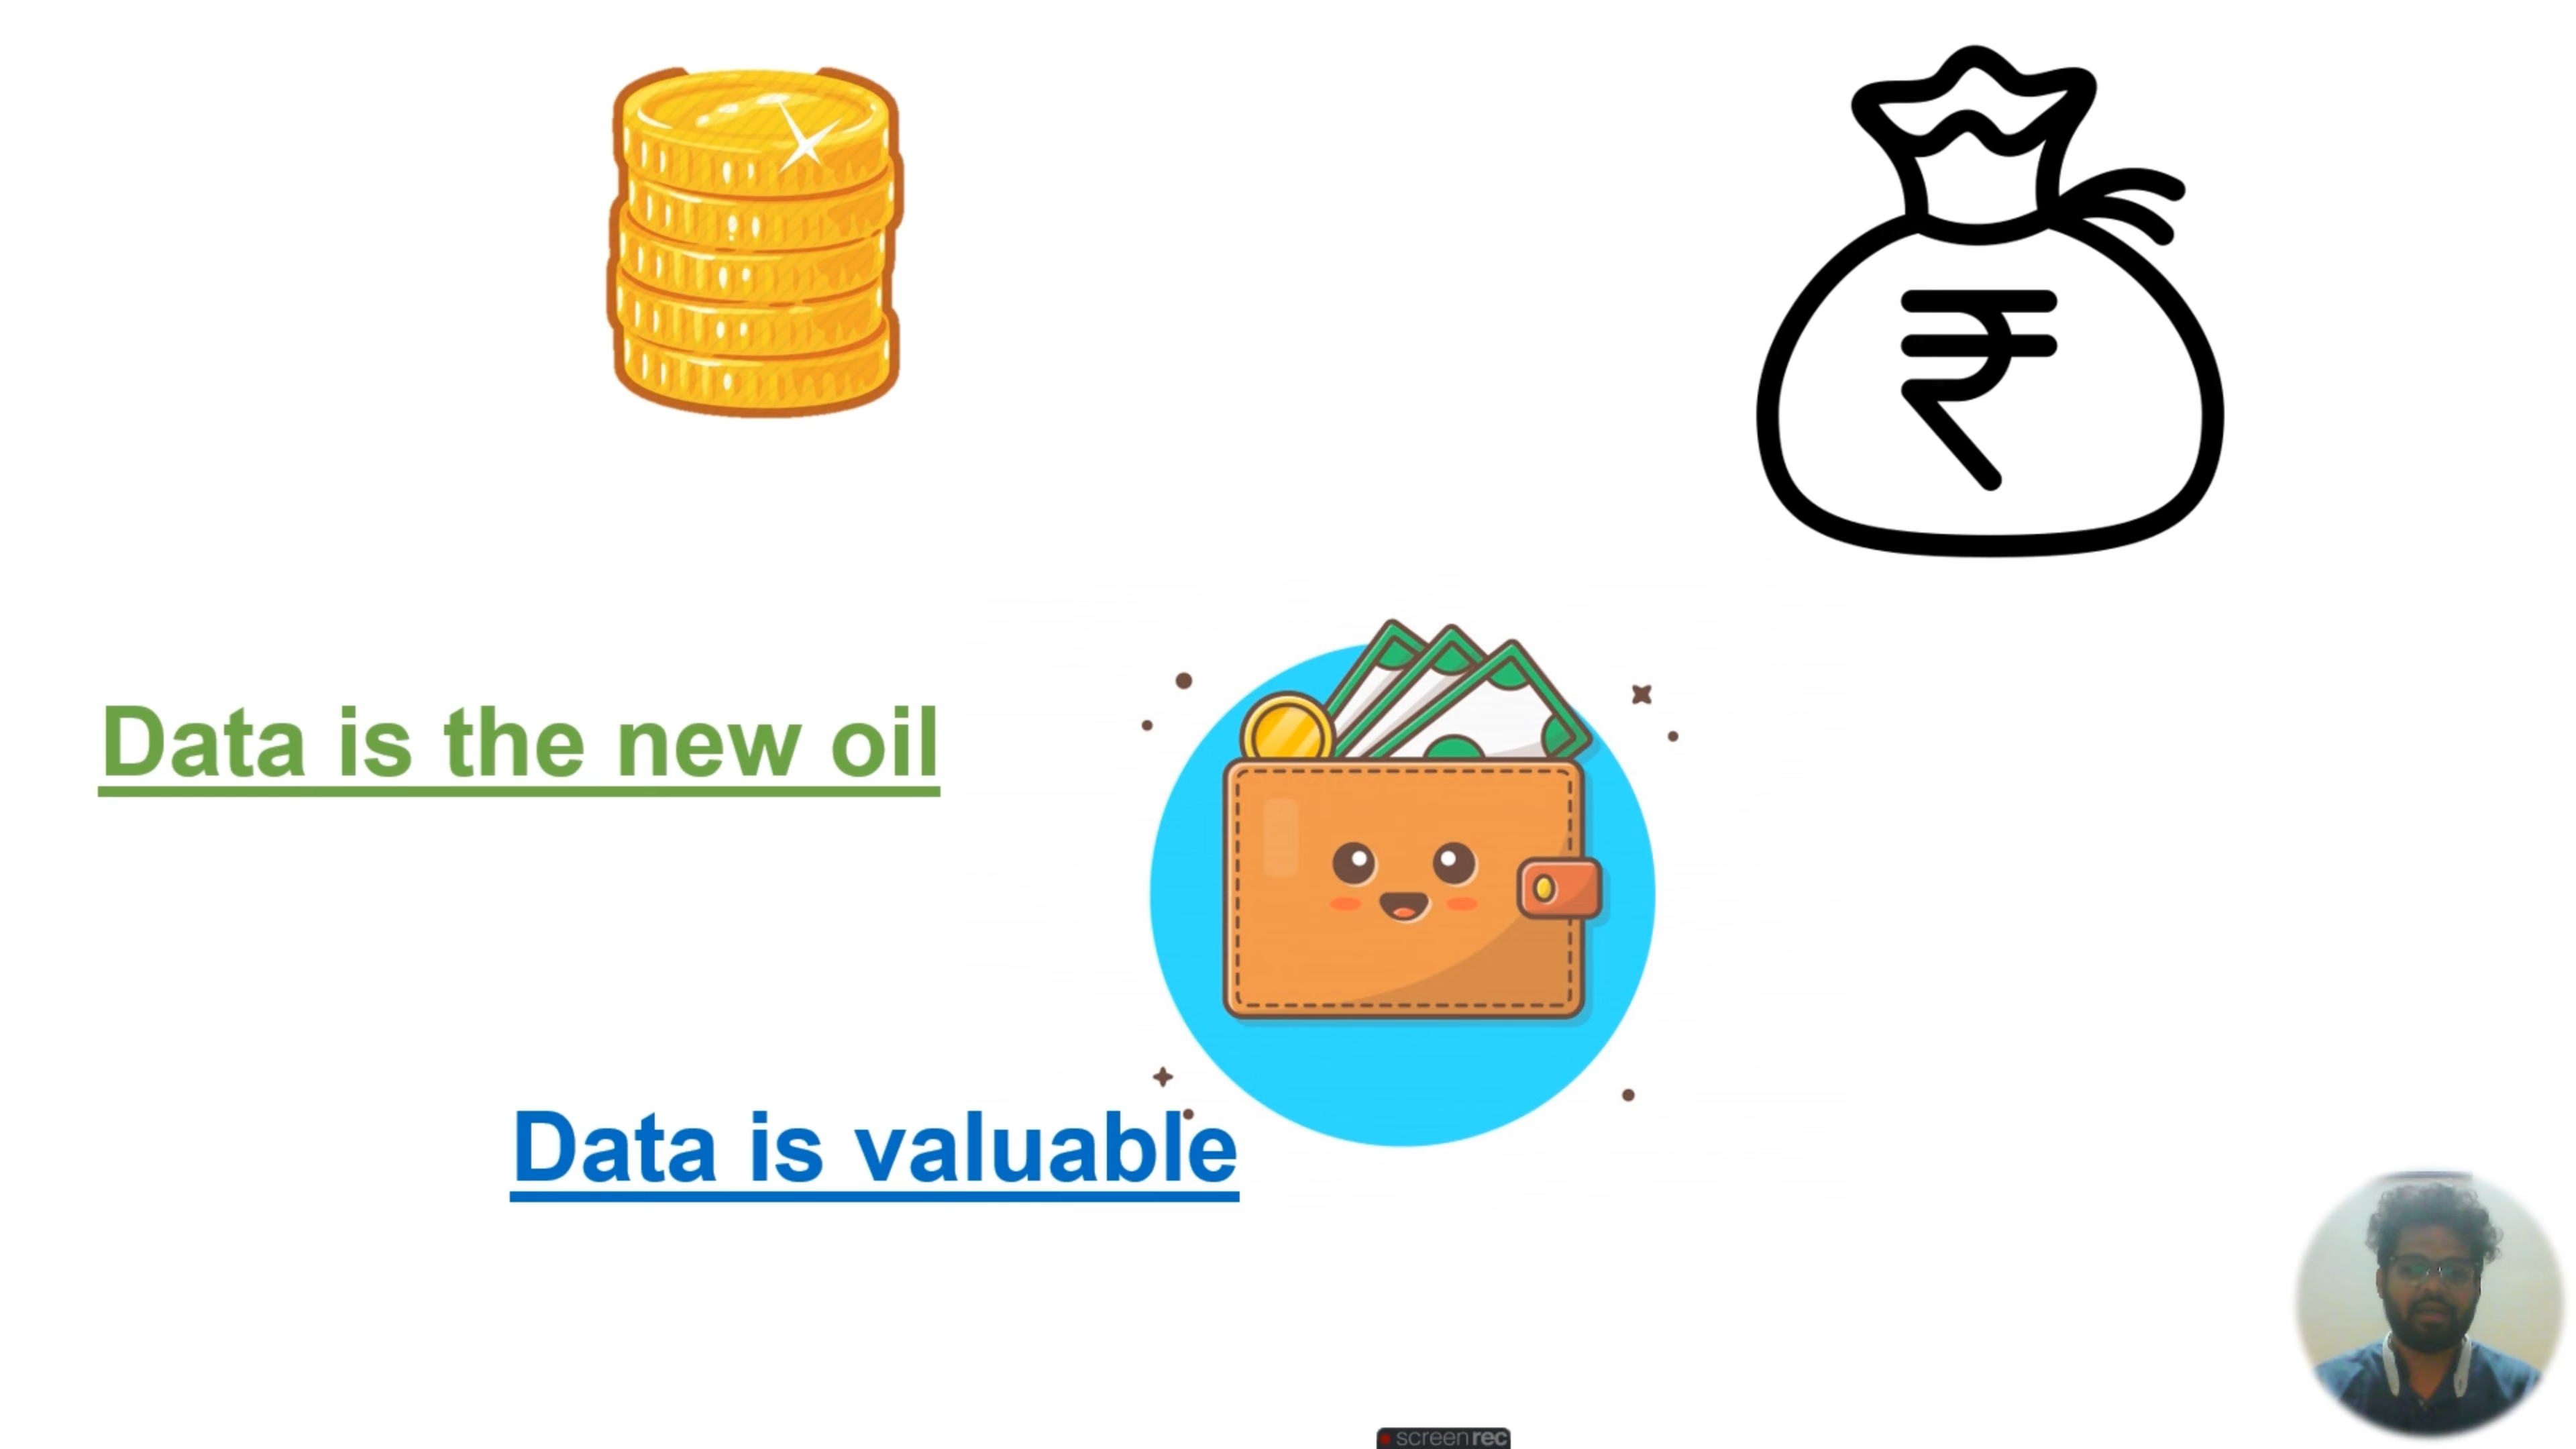 ₹
Data is the new oil
Data is valuable
screenrec